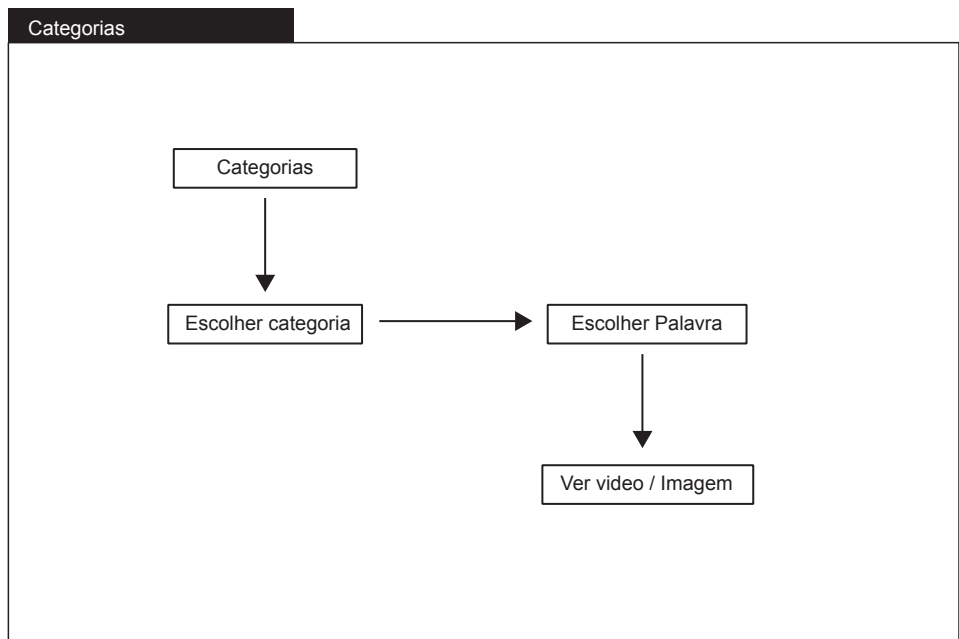 Categorias
Categorias
Escolher categoria
Escolher Palavra
Ver video / Imagem